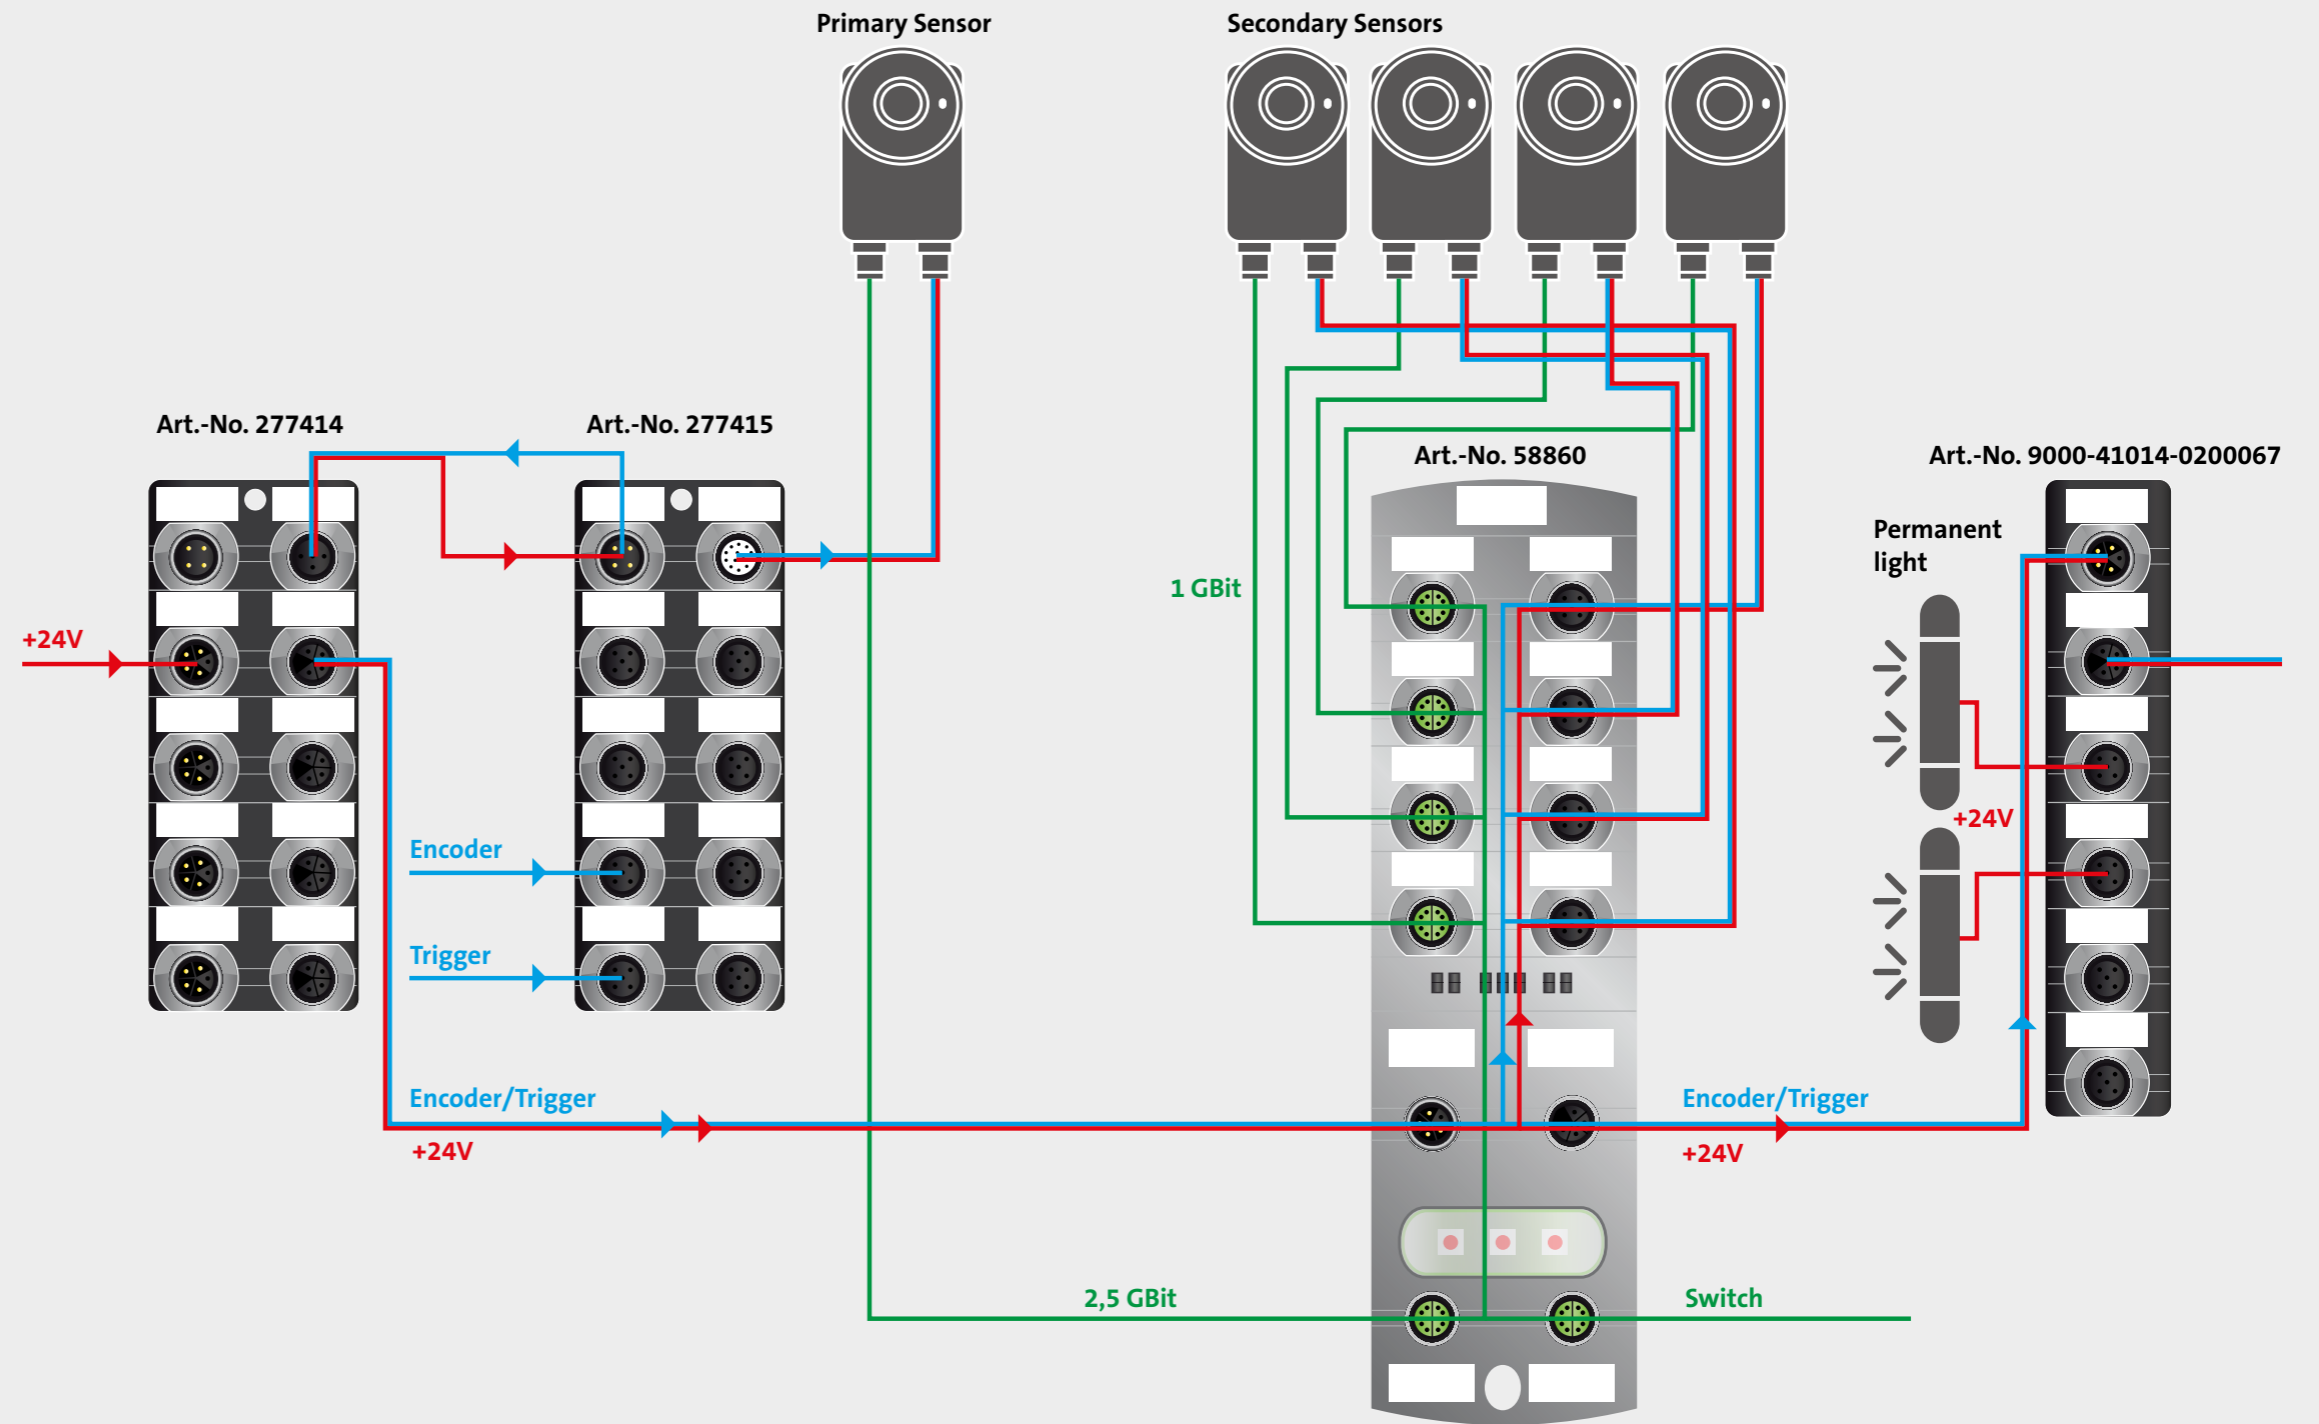 Primary Sensor
Secondary Sensors
Art.-No. 277414
Art.-No. 277415
Art.-No. 58860
Art.-No. 9000-41014-0200067
Permanent
light
1 GBit
+24V
+24V
Encoder
Trigger
Encoder/Trigger
+24V
Encoder/Trigger
+24V
2,5 GBit
Switch